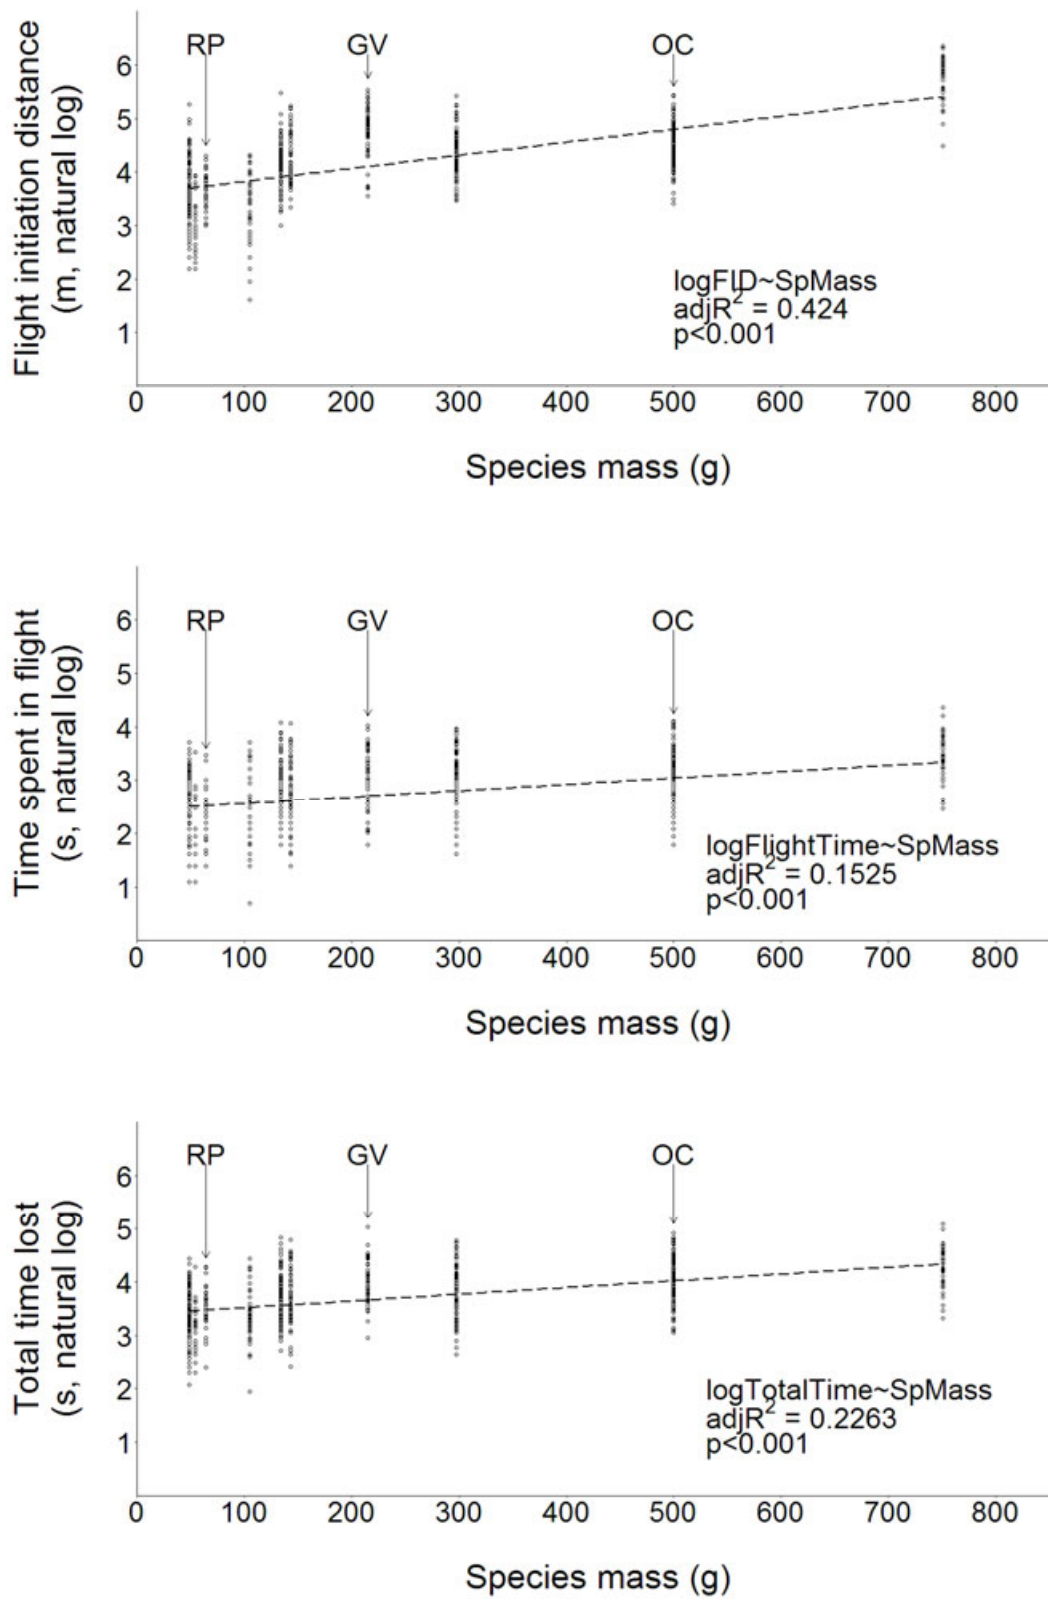 RP GV OC
6
5
4
3
2
1
Flight initiation distance
(m, natural log)
logFID~SpMass
adjR² = 0.424
p<0.001
0 100 200 300 400 500 600 700 800
Species mass (g)
RP GV OC
6
5
4
3
2
1
Time spent in flight
(s, natural log)
logFlightTime~SpMass
adjR² = 0.1525
p<0.001
0 100 200 300 400 500 600 700 800
Species mass (g)
RP GV OC
6
5
4
3
2
1
Total time lost
(s, natural log)
logTotalTime~SpMass
adjR² = 0.2263
p<0.001
0 100 200 300 400 500 600 700 800
Species mass (g)